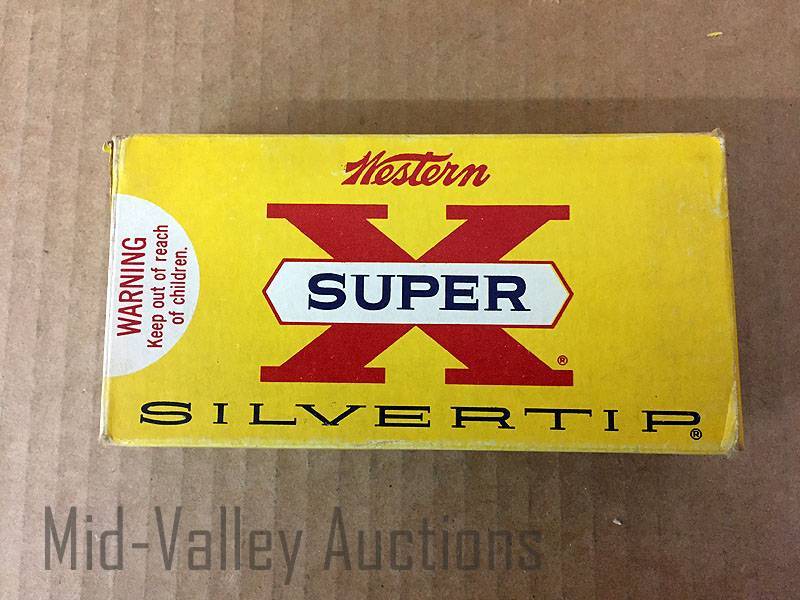 Western
X
SUPER
®
SILVERTIP®
WARNING
Keep out of reach
of children.
Mid-Valley Auctions